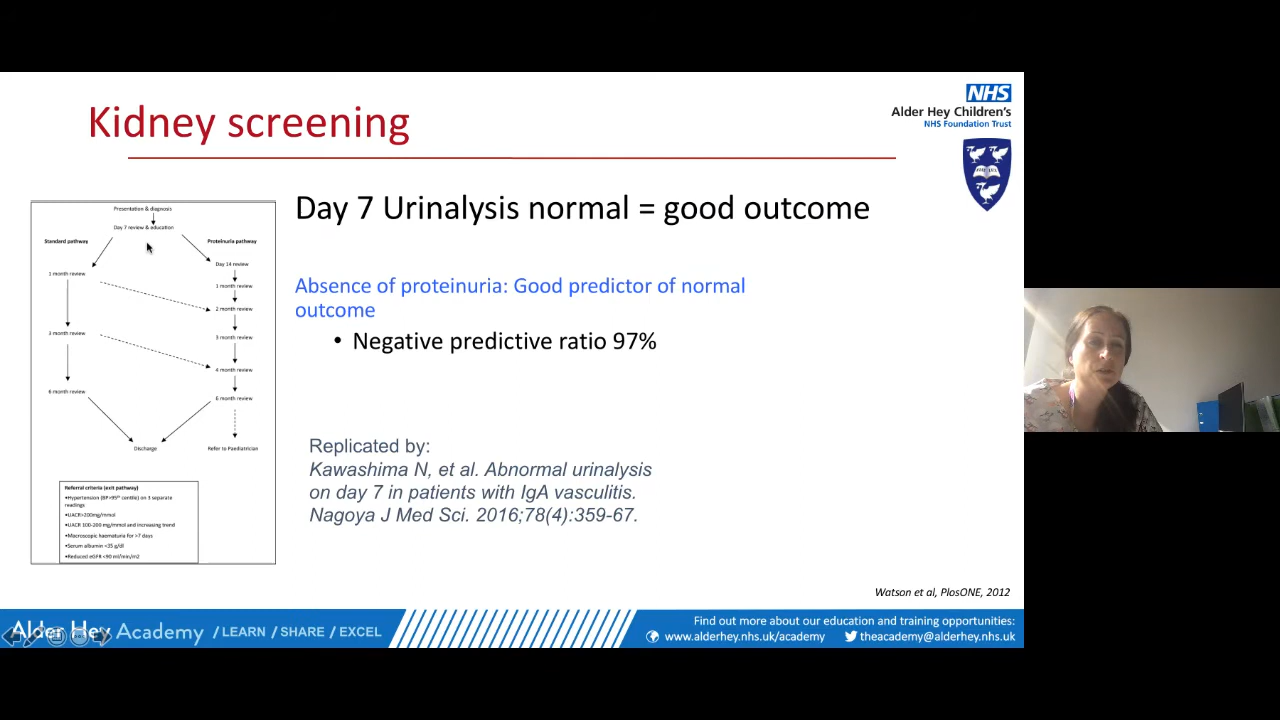 Kidney screening
NHS
Alder Hey Children's
NHS Foundation Trust
Day 7 Urinalysis normal = good outcome
Absence of proteinuria: Good predictor of normal
outcome
• Negative predictive ratio 97%
Replicated by:
Kawashima N, et al. Abnormal urinalysis
on day 7 in patients with IgA vasculitis.
Nagoya J Med Sci. 2016;78(4):359-67.
Presentation & diagnosis
Day 7 review & education
Standard pathway
Proteinuria pathway
Day 14 review
1 month review
1 month review
2 month review
3 month review
3 month review
4 month review
6 month review
6 month review
Discharge
Refer to Paediatrician
Referral criteria (exit pathway)
•Hypertension (BP>95th centile) on 3 separate
readings
•UACR>200mg/mmol
•UACR 100-200 mg/mmol and increasing trend
•Macroscopic haematuria for >7 days
•Serum albumin <25 g/dl
•Reduced eGFR <90 ml/min/m2
Watson et al, PlosONE, 2012
Alder Hey Academy / LEARN / SHARE / EXCEL
Find out more about our education and training opportunities:
www.alderhey.nhs.uk/academy theacademy@alderhey.nhs.uk